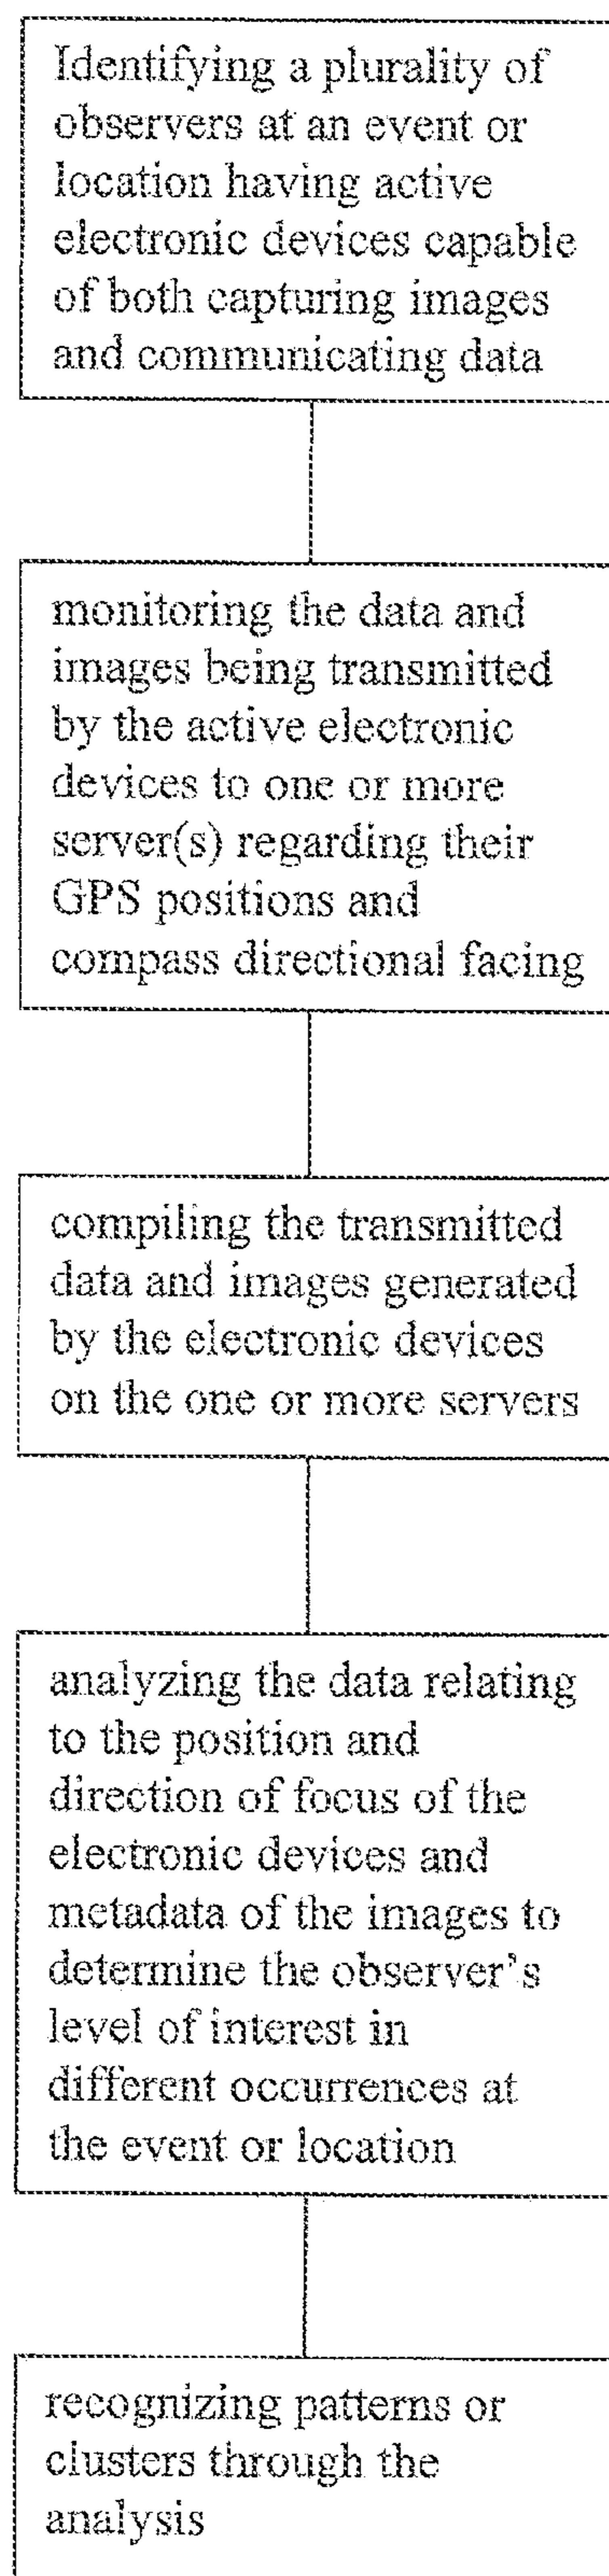 Identifying a plurality of
observers at an event or
location having active
electronic devices capable
of both capturing images
and communicating data
monitoring the data and
images being transmitted
by the active electronic
devices to one or more
server(s) regarding their
GPS positions and
compass directional facing
compiling the transmitted
data and images generated
by the electronic devices
on the one or more servers
analyzing the data relating
to the position and
direction of focus of the
electronic devices and
metadata of the images to
determine the observer's
level of interest in
different occurrences at
the event or location
recognizing patterns or
clusters through the
analysis